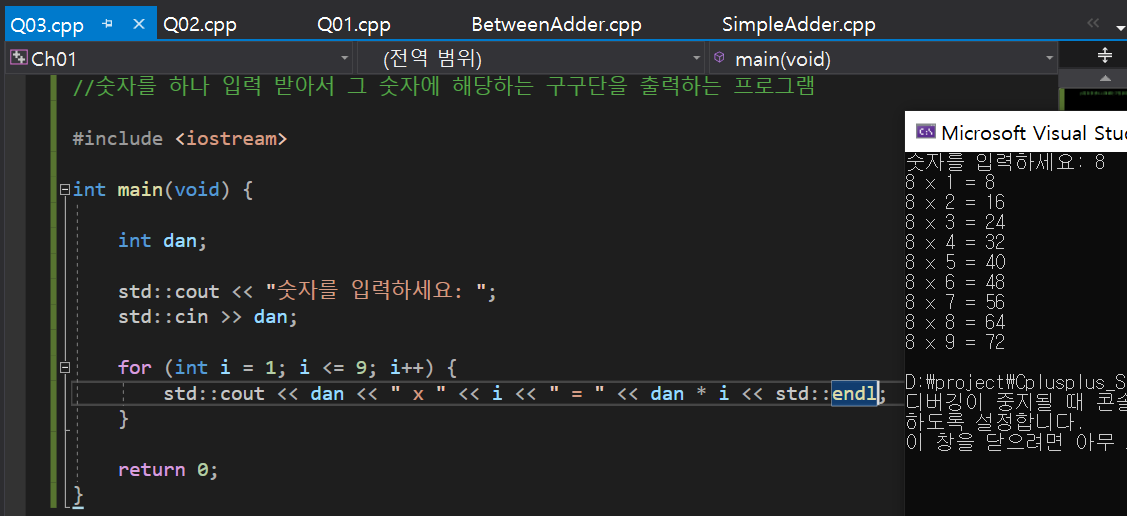 Q03.cpp Q02.cpp Q01.cpp BetweenAdder.cpp SimpleAdder.cpp
Ch01 (전역 범위) main(void)
//숫자를 하나 입력 받아서 그 숫자에 해당하는 구구단을 출력하는 프로그램
#include <iostream>
int main(void) {
int dan;
std::cout << "숫자를 입력하세요: ";
std::cin >> dan;
for (int i = 1; i <= 9; i++) {
std::cout << dan << " x " << i << " = " << dan * i << std::endl;
}
return 0;
}
Microsoft Visual Stu
숫자를 입력하세요: 8
8 x 1 = 8
8 x 2 = 16
8 x 3 = 24
8 x 4 = 32
8 x 5 = 40
8 x 6 = 48
8 x 7 = 56
8 x 8 = 64
8 x 9 = 72
D:₩project₩Cplusplus_S
디버깅이 중지될 때 콘솔
하도록 설정합니다.
이 창을 닫으려면 아무